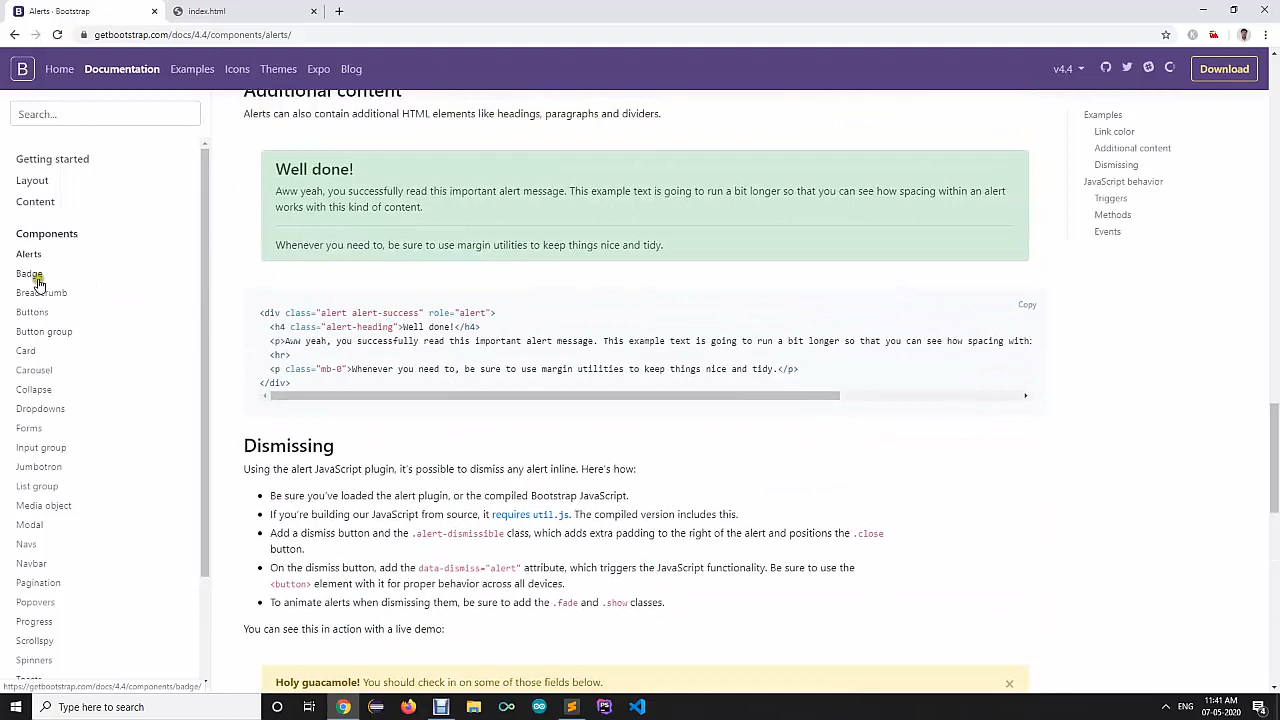 Alerts · Bootstrap
index.html
getbootstrap.com/docs/4.4/components/alerts/
B
Home
Documentation
Examples
Icons
Themes
Expo
Blog
v4.4
Download
Search...
Getting started
Layout
Content
Components
Alerts
Badge
Breadcrumb
Buttons
Button group
Card
Carousel
Collapse
Dropdowns
Forms
Input group
Jumbotron
List group
Media object
Modal
Navs
Navbar
Pagination
Popovers
Progress
Scrollspy
Spinners
Toasts
Additional content
Alerts can also contain additional HTML elements like headings, paragraphs and dividers.
Well done!
Aww yeah, you successfully read this important alert message. This example text is going to run a bit longer so that you can see how spacing within an alert
works with this kind of content.
Whenever you need to, be sure to use margin utilities to keep things nice and tidy.
Copy
<div class="alert alert-success" role="alert">
<h4 class="alert-heading">Well done!</h4>
<p>Aww yeah, you successfully read this important alert message. This example text is going to run a bit longer so that you can see how spacing with
<hr>
<p class="mb-0">Whenever you need to, be sure to use margin utilities to keep things nice and tidy.</p>
</div>
Dismissing
Using the alert JavaScript plugin, it's possible to dismiss any alert inline. Here's how:
• Be sure you've loaded the alert plugin, or the compiled Bootstrap JavaScript.
• If you're building our JavaScript from source, it requires util.js. The compiled version includes this.
• Add a dismiss button and the .alert-dismissible class, which adds extra padding to the right of the alert and positions the .close
button.
• On the dismiss button, add the data-dismiss="alert" attribute, which triggers the JavaScript functionality. Be sure to use the
<button> element with it for proper behavior across all devices.
• To animate alerts when dismissing them, be sure to add the .fade and .show classes.
You can see this in action with a live demo:
Holy guacamole! You should check in on some of those fields below.
Examples
Link color
Additional content
Dismissing
JavaScript behavior
Triggers
Methods
Events
https://getbootstrap.com/docs/4.4/components/badge/
Type here to search
ENG
11:41 AM
07-05-2020